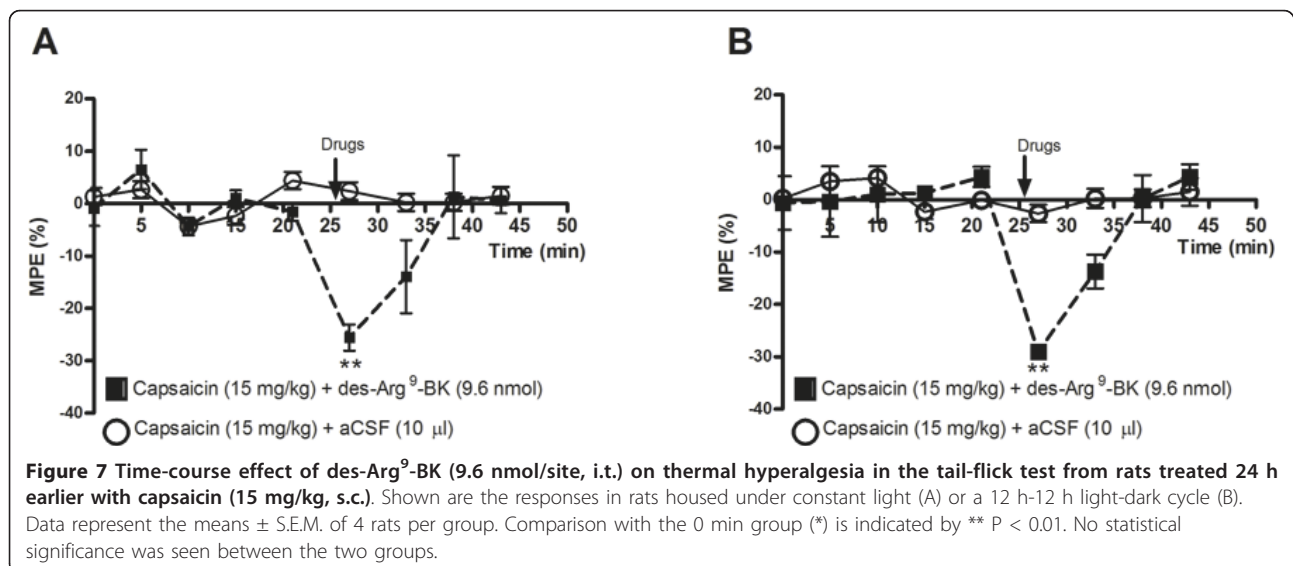 A
B
20
10
0
-10
-20
-30
-40
MPE (%)
Drugs
5
15
20
25
30
35
40
45
50
Time (min)
**
Capsaicin (15 mg/kg) + des-Arg⁹-BK (9.6 nmol)
Capsaicin (15 mg/kg) + aCSF (10 µl)
20
10
0
-10
-20
-30
-40
MPE (%)
Drugs
5
10
15
20
25
30
35
40
45
50
Time (min)
**
Capsaicin (15 mg/kg) + des-Arg⁹-BK (9.6 nmol)
Capsaicin (15 mg/kg) + aCSF (10 µl)
Figure 7 Time-course effect of des-Arg⁹-BK (9.6 nmol/site, i.t.) on thermal hyperalgesia in the tail-flick test from rats treated 24 h
earlier with capsaicin (15 mg/kg, s.c.). Shown are the responses in rats housed under constant light (A) or a 12 h-12 h light-dark cycle (B).
Data represent the means ± S.E.M. of 4 rats per group. Comparison with the 0 min group (*) is indicated by ** P < 0.01. No statistical
significance was seen between the two groups.